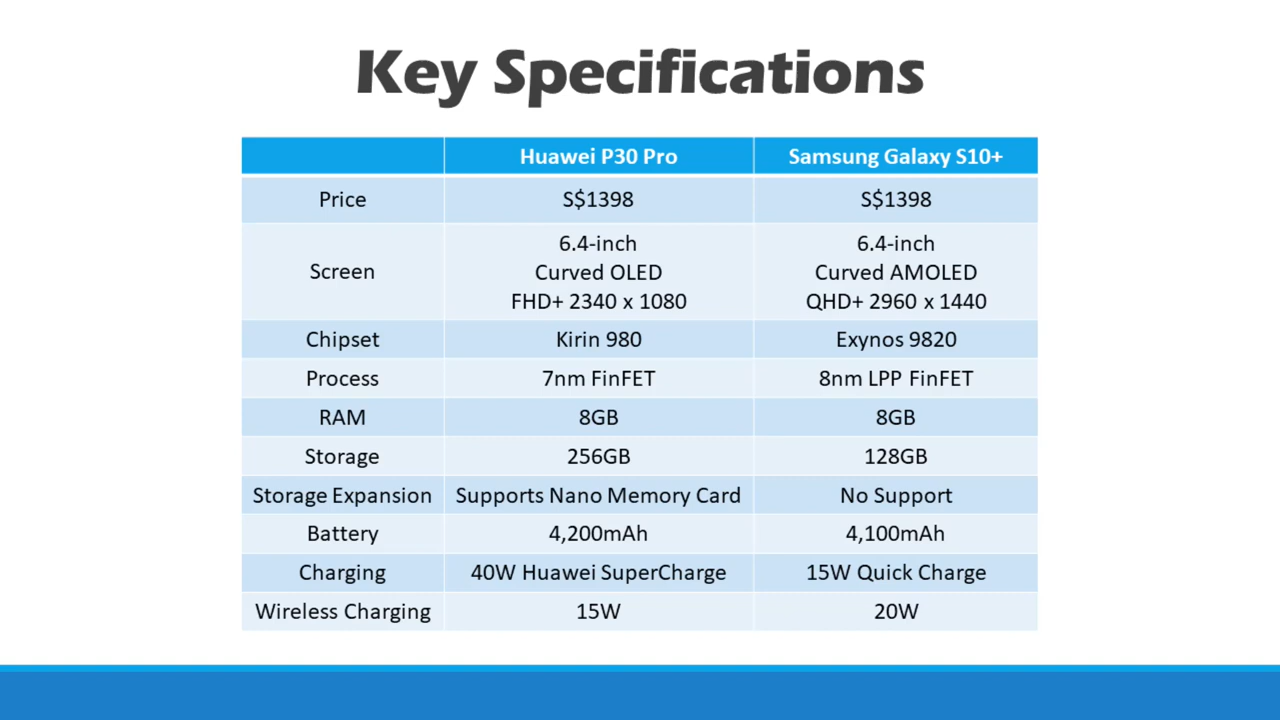 Key Specifications
Huawei P30 Pro Samsung Galaxy S10+
Price S$1398 S$1398
6.4-inch 6.4-inch
Screen Curved OLED Curved AMOLED
FHD+ 2340 x 1080 QHD+ 2960 x 1440
Chipset Kirin 980 Exynos 9820
Process 7nm FinFET 8nm LPP FinFET
RAM 8GB 8GB
Storage 256GB 128GB
Storage Expansion Supports Nano Memory Card No Support
Battery 4,200mAh 4,100mAh
Charging 40W Huawei SuperCharge 15W Quick Charge
Wireless Charging 15W 20W